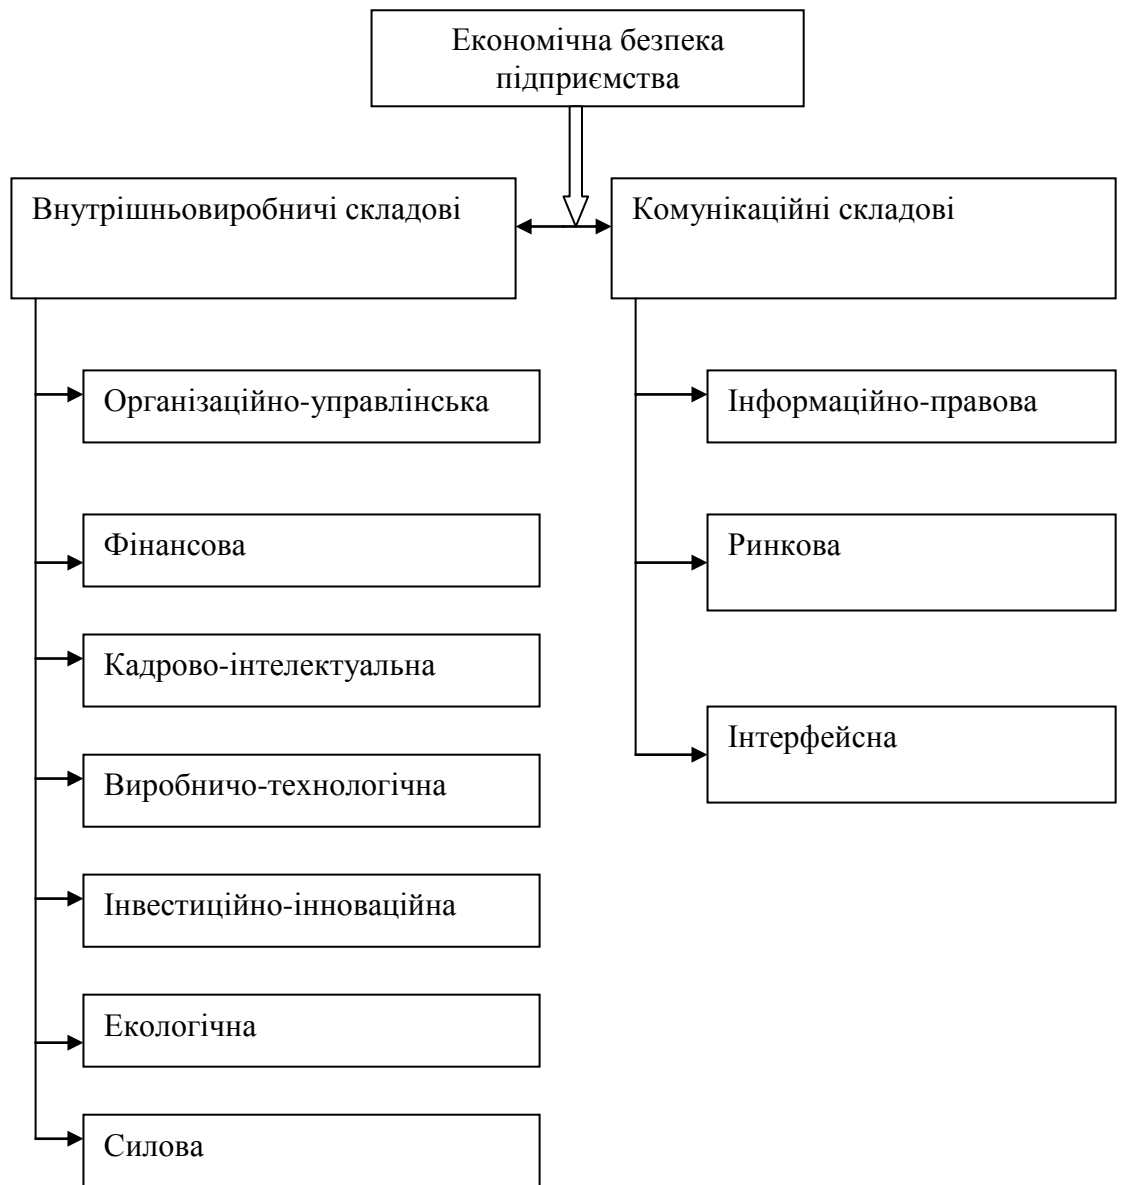 Економічна безпека
підприємства
Внутрішньовиробничі складові
Комунікаційні складові
Організаційно-управлінська
Фінансова
Кадрово-інтелектуальна
Виробничо-технологічна
Інвестиційно-інноваційна
Екологічна
Силова
Інформаційно-правова
Ринкова
Інтерфейсна